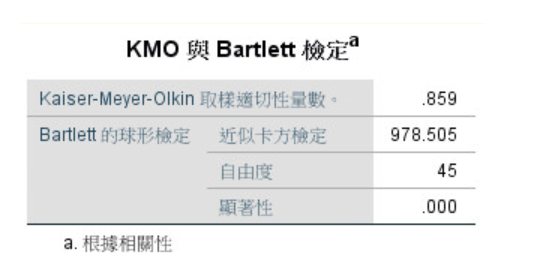 KMO 與 Bartlett 檢定a
Kaiser-Meyer-Olkin 取樣適切性量數。 .859
Bartlett 的球形檢定 近似卡方檢定 978.505
自由度 45
顯著性 .000
a. 根據相關性